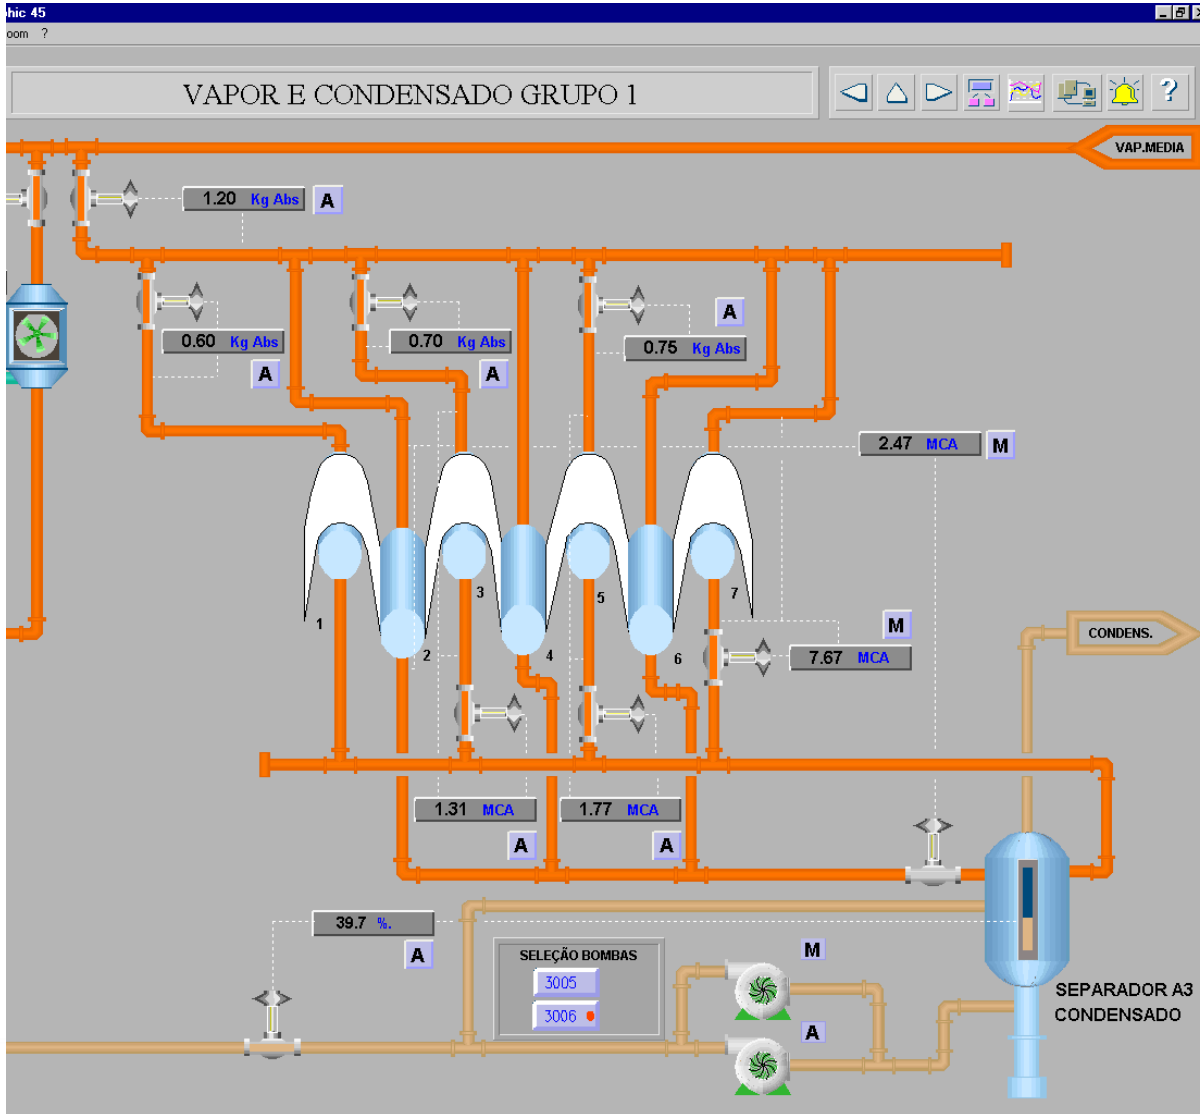 phic 45
oom ?
VAPOR E CONDENSADO GRUPO 1
?
VAP.MEDIA
1.20 Kg Abs A
A
0.60 Kg Abs
0.70 Kg Abs
0.75 Kg Abs
A
A
2.47 MCA M
3
7
5
1
M
CONDENS.
2
4
6
7.67 MCA
1.31 MCA
1.77 MCA
A
A
39.7 %.
A
SELEÇÃO BOMBAS
M
3005
3006
SEPARADOR A3
CONDENSADO
A